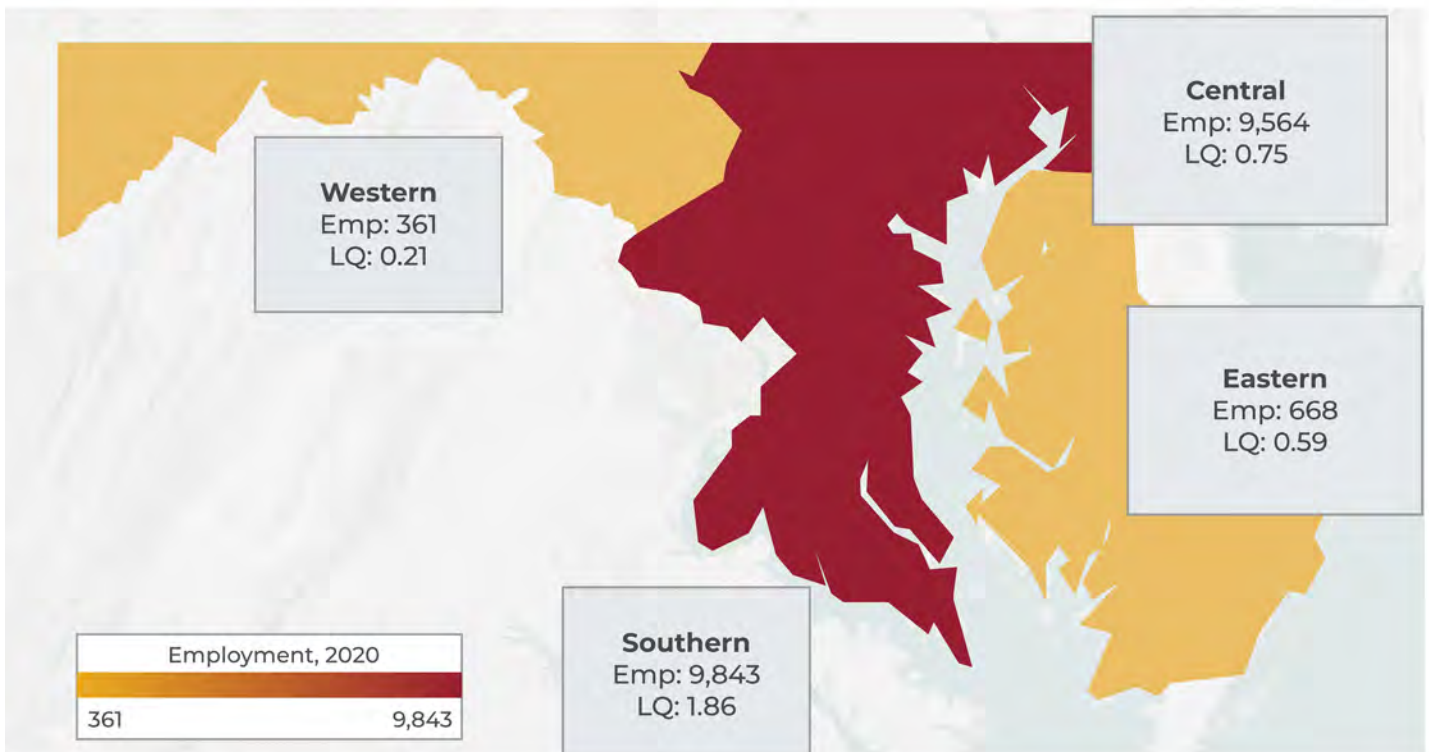 Central
Emp: 9,564
LQ: 0.75
Western
Emp: 361
LQ: 0.21
Eastern
Emp: 668
LQ: 0.59
Southern
Emp: 9,843
LQ: 1.86
Employment, 2020
361 9,843